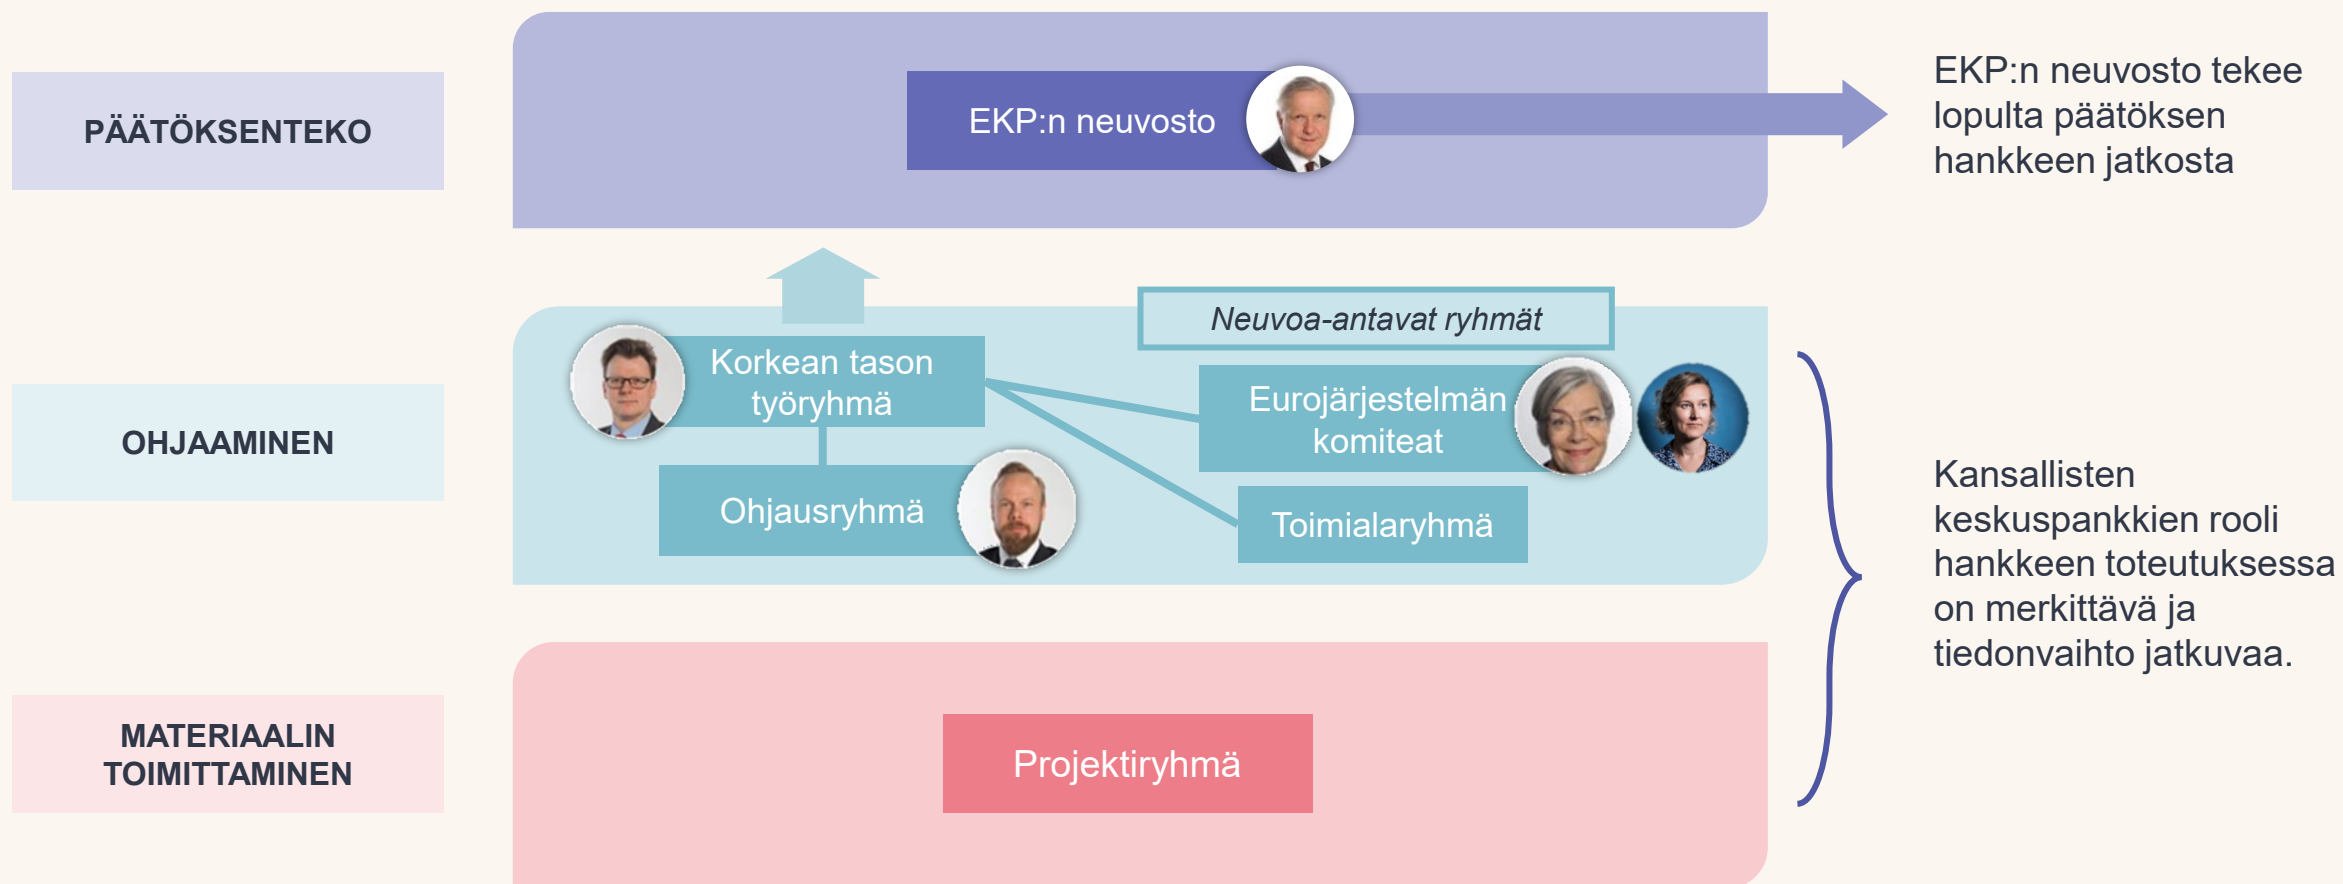 PÄÄTÖKSENTEKO
EKP:n neuvosto
EKP:n neuvosto tekee
lopulta päätöksen
hankkeen jatkosta
OHJAAMINEN
Neuvoa-antavat ryhmät
Korkean tason
työryhmä
Eurojärjestelmän
komiteat
Ohjausryhmä
Toimialaryhmä
Kansallisten
keskuspankkien rooli
hankkeen toteutuksessa
on merkittävä ja
tiedonvaihto jatkuvaa.
MATERIAALIN
TOIMITTAMINEN
Projektiryhmä